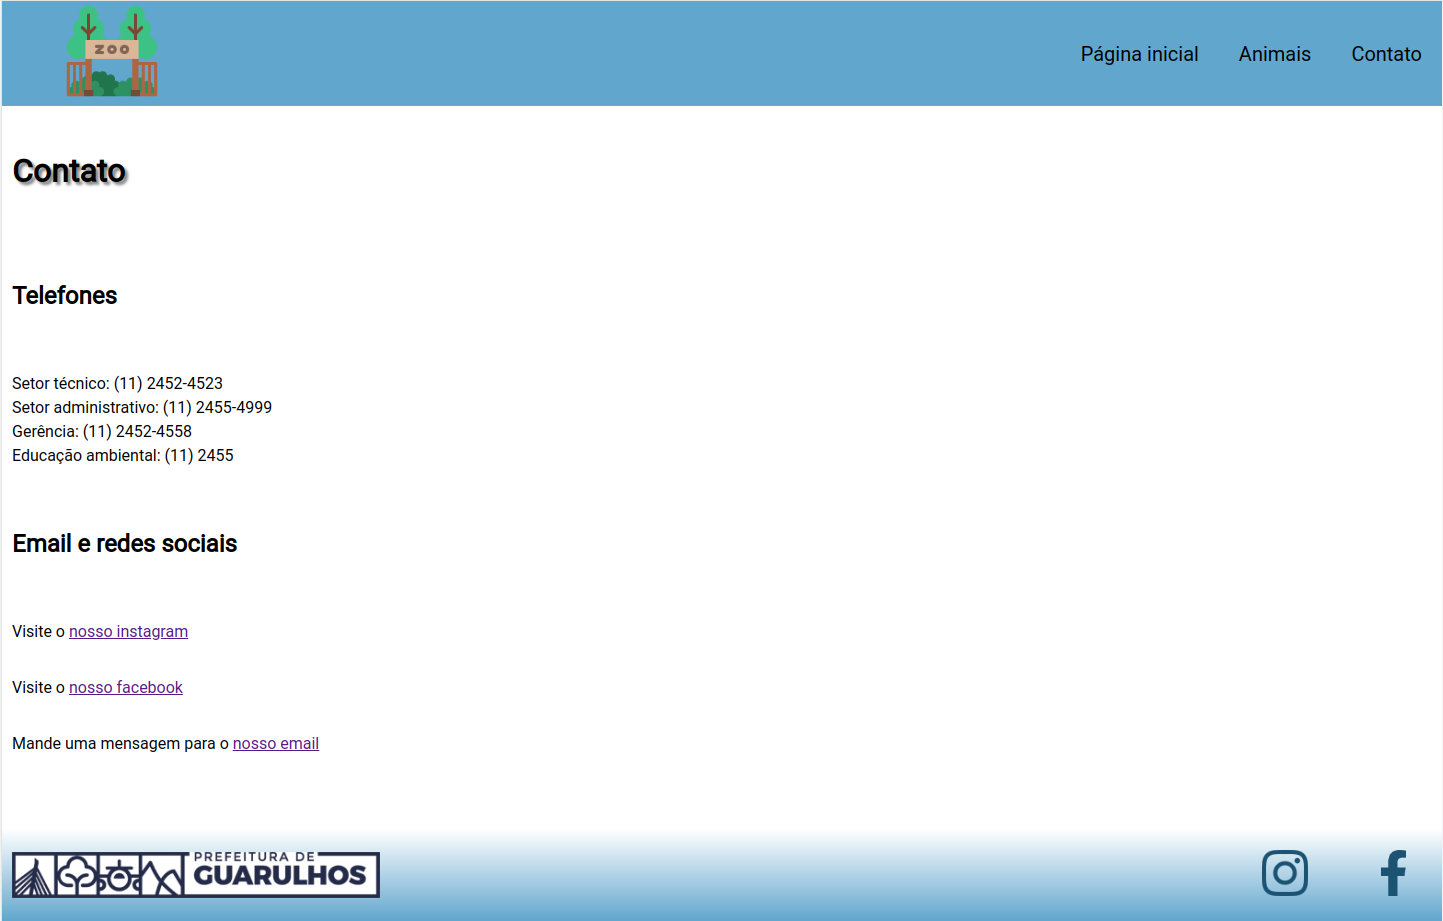 ZOO
Página inicial Animais Contato
Contato
Telefones
Setor técnico: (11) 2452-4523
Setor administrativo: (11) 2455-4999
Gerência: (11) 2452-4558
Educação ambiental: (11) 2455
Email e redes sociais
Visite o nosso instagram
Visite o nosso facebook
Mande uma mensagem para o nosso email
PREFEITURA DE
GUARULHOS